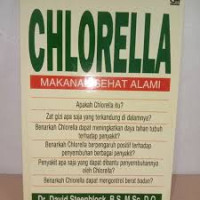 CHLORELLA
MAKANAN SEHAT ALAMI
Apakah Chlorella itu?
Zat gizi apa saja yang terkandung di dalamnya?
Benarkah Chlorella dapat meningkatkan daya tahan tubuh
terhadap penyakit?
Benarkah Chlorella berpengaruh positif terhadap
penyembuhan berbagai penyakit?
Penyakit apa saja yang dapat dibantu penyembuhannya
oleh Chlorella?
Benarkah Chlorella dapat mengontrol berat badan?
Dr. David Steenblock, B.S, M.Sc, D.O